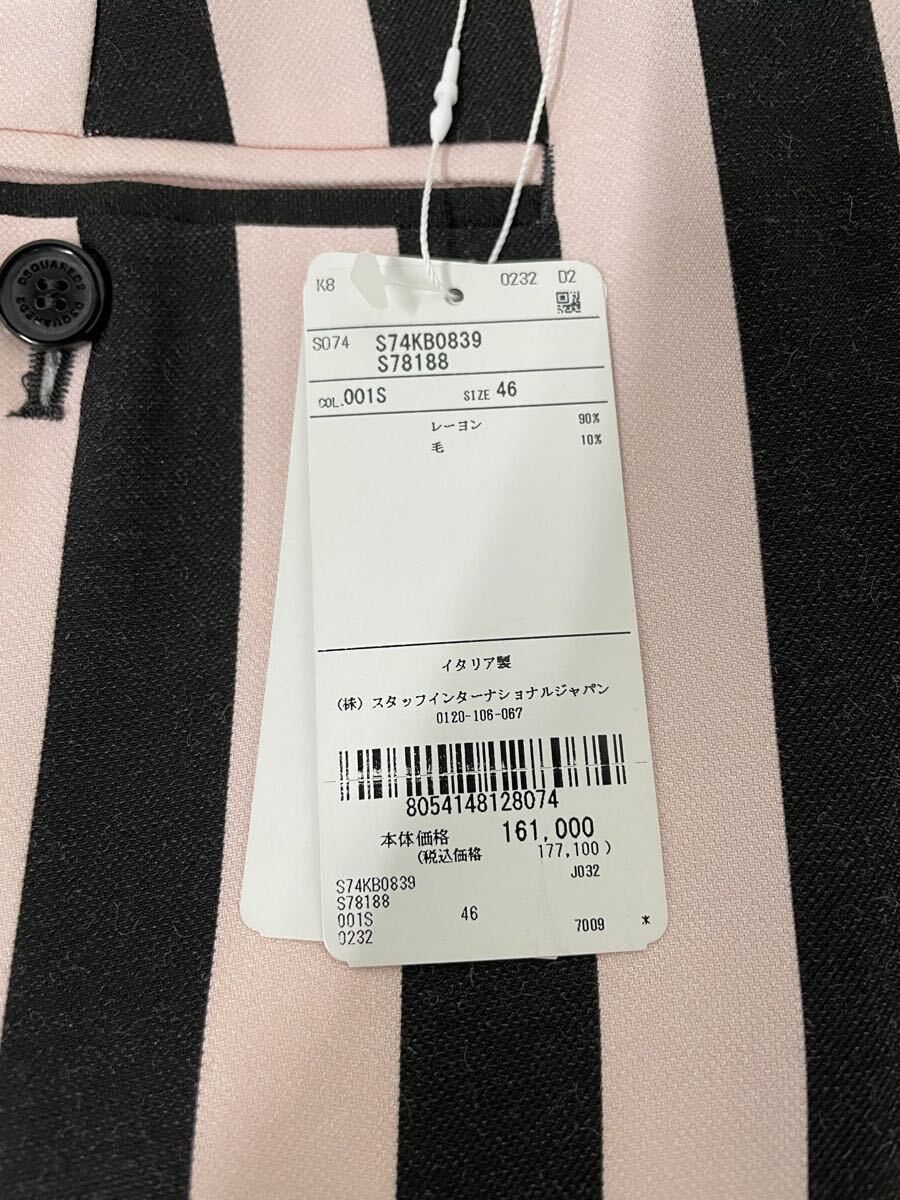 DSQUARED2 DSQUARED2
K8 0232 D2
S074 S74KB0839
S78188
COL.001S SIZE 46
レーヨン 90%
毛 10%
イタリア製
(株)スタッフインターナショナルジャパン
0120-106-067
8054148128074
本体価格 161,000
(税込価格 177,100)
J032
S74KB0839
S78188
001S 46
0232 7009 *